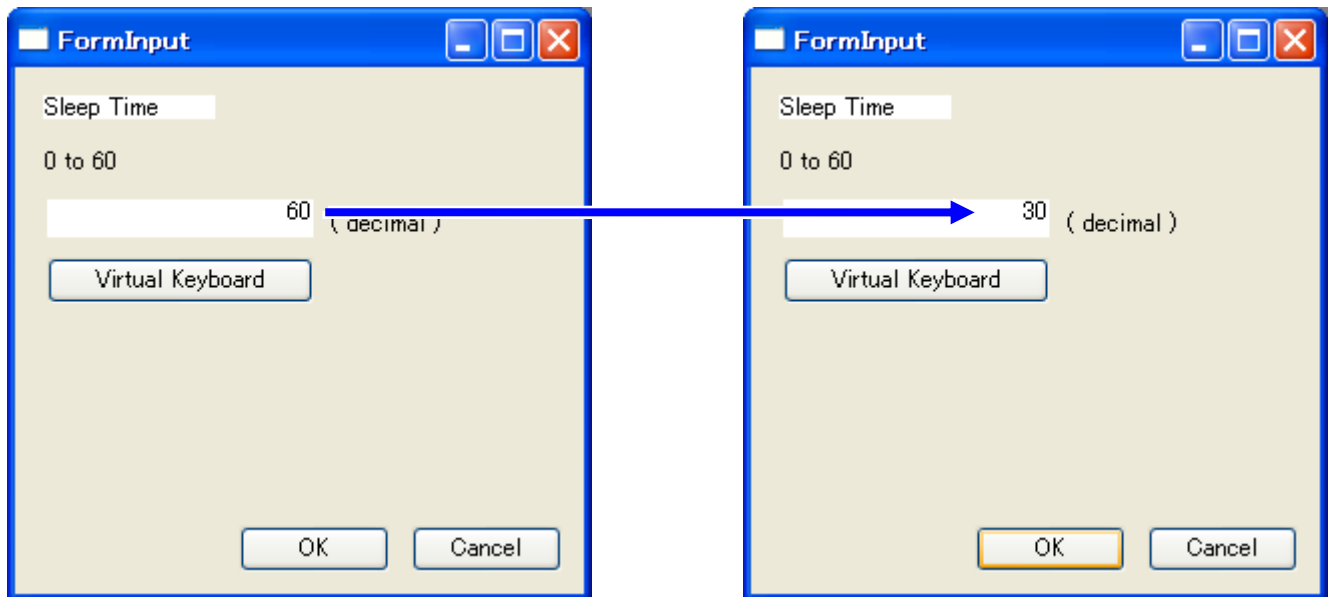 FormInput
Sleep Time
0 to 60
60 ( decimal )
Virtual Keyboard
OK Cancel
FormInput
Sleep Time
0 to 60
30 ( decimal )
Virtual Keyboard
OK Cancel